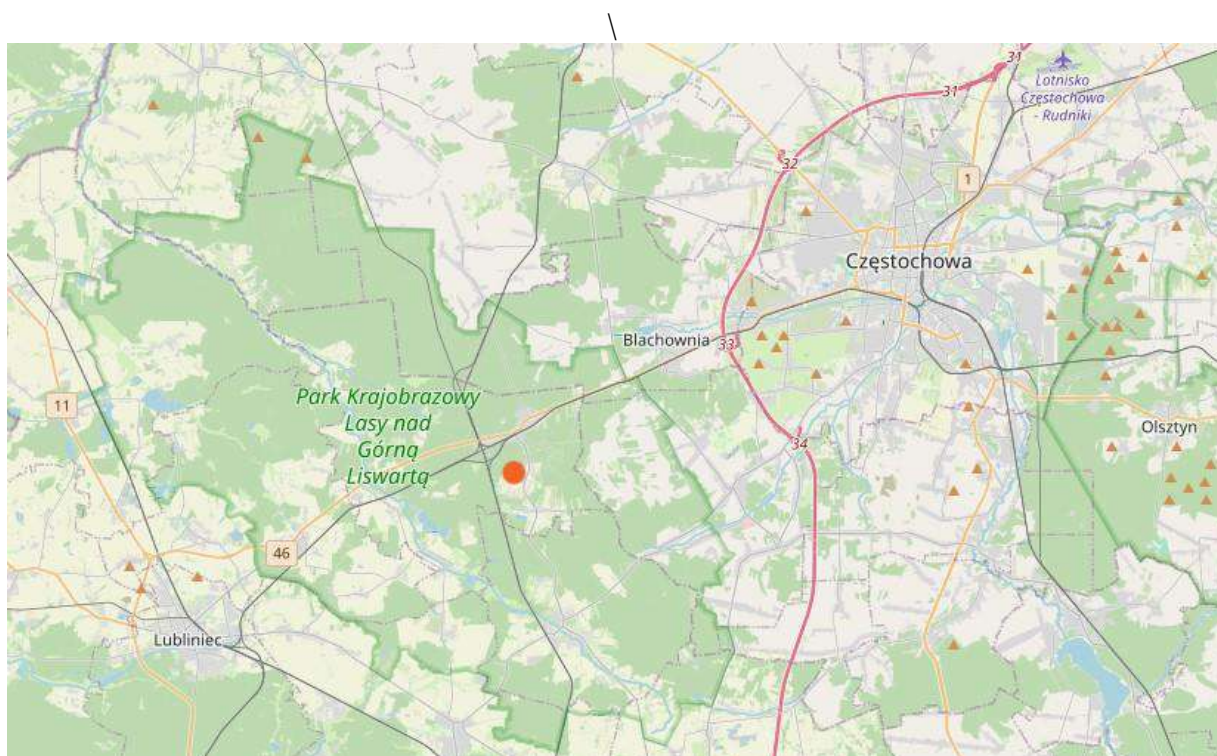 \
31
31
Lotnisko
Częstochowa
- Rudniki
32
1
Częstochowa
Blachownia
33
Park Krajobrazowy
Lasy nad
Górną
Liswartą
11
Olsztyn
34
46
Lubliniec